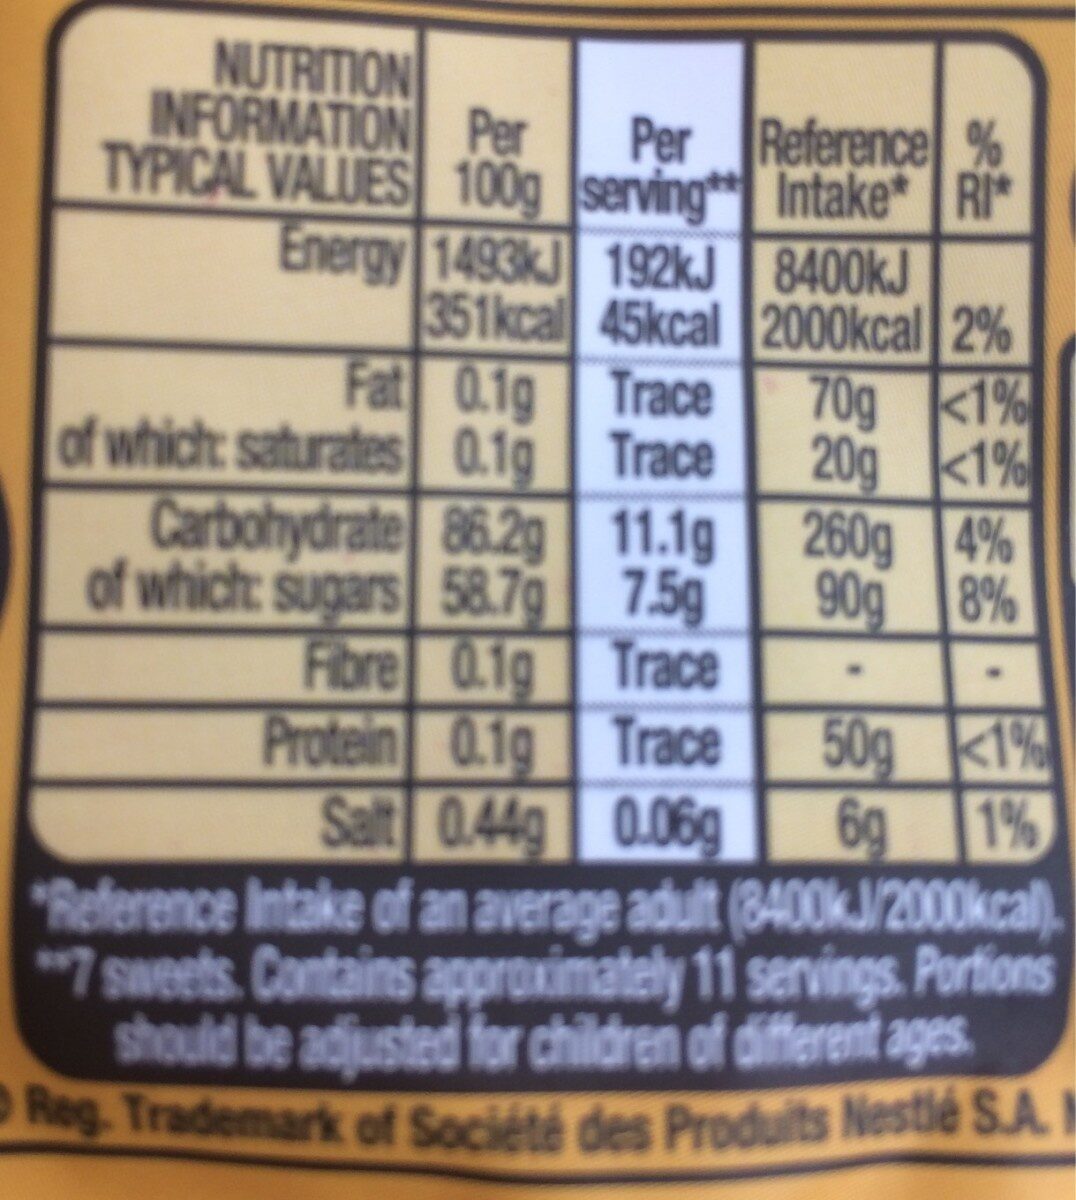 NUTRITION
INFORMATION
TYPICAL VALUES
Per
100g
Per
serving**
Reference
Intake*
%
RI*
Energy 1493kJ 192kJ 8400kJ
351kcal 45kcal 2000kcal 2%
Fat 0.1g Trace 70g <1%
of which: saturates 0.1g Trace 20g <1%
Carbohydrate 86.2g 11.1g 260g 4%
of which: sugars 58.7g 7.5g 90g 8%
Fibre 0.1g Trace - -
Protein 0.1g Trace 50g <1%
Salt 0.44g 0.06g 6g 1%
*Reference Intake of an average adult (8400kJ/2000kcal).
**7 sweets. Contains approximately 11 servings. Portions
should be adjusted for children of different ages.
® Reg. Trademark of Société des Produits Nestlé S.A.